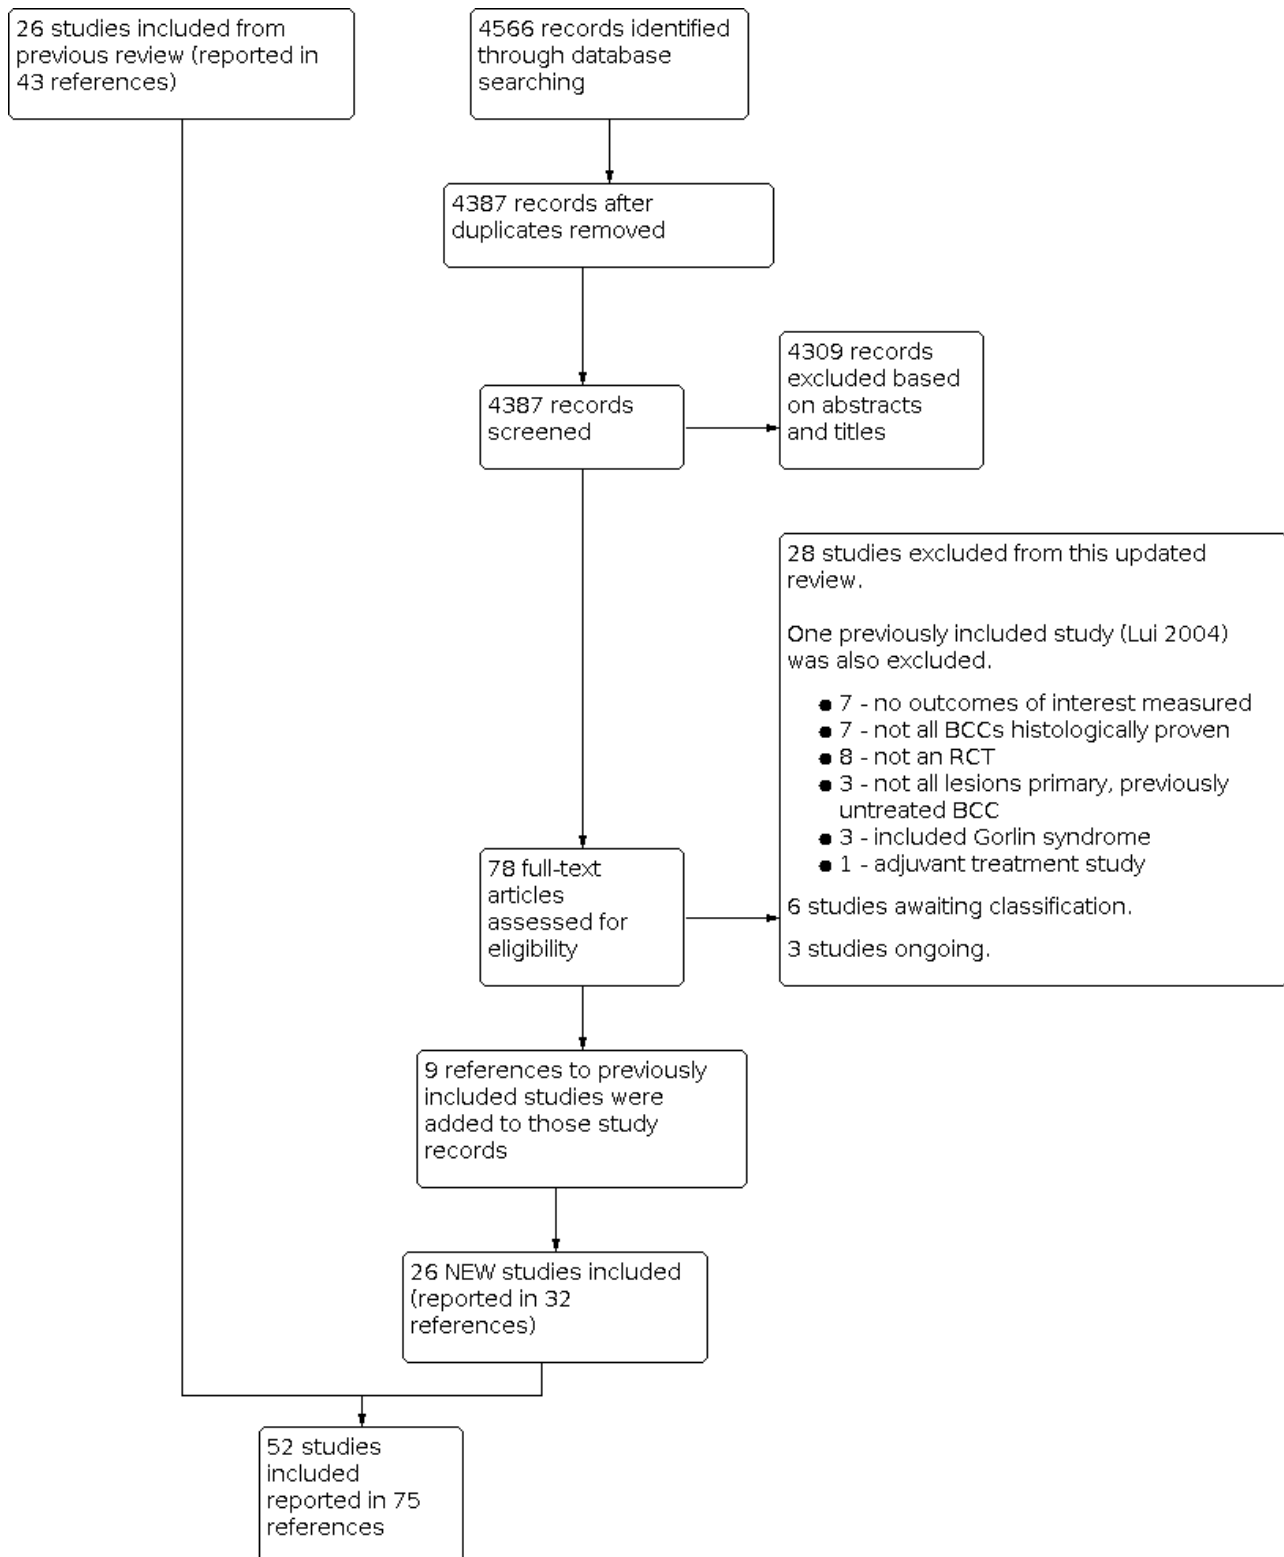 26 studies included from
previous review (reported in
43 references)
4566 records identified
through database
searching
4387 records after
duplicates removed
4387 records
screened
4309 records
excluded based
on abstracts
and titles
78 full-text
articles
assessed for
eligibility
28 studies excluded from this updated
review.
One previously included study (Lui 2004)
was also excluded.
● 7 - no outcomes of interest measured
● 7 - not all BCCs histologically proven
● 8 - not an RCT
● 3 - not all lesions primary, previously
untreated BCC
● 3 - included Gorlin syndrome
● 1 - adjuvant treatment study
6 studies awaiting classification.
3 studies ongoing.
9 references to previously
included studies were
added to those study
records
26 NEW studies included
(reported in 32
references)
52 studies
included
reported in 75
references